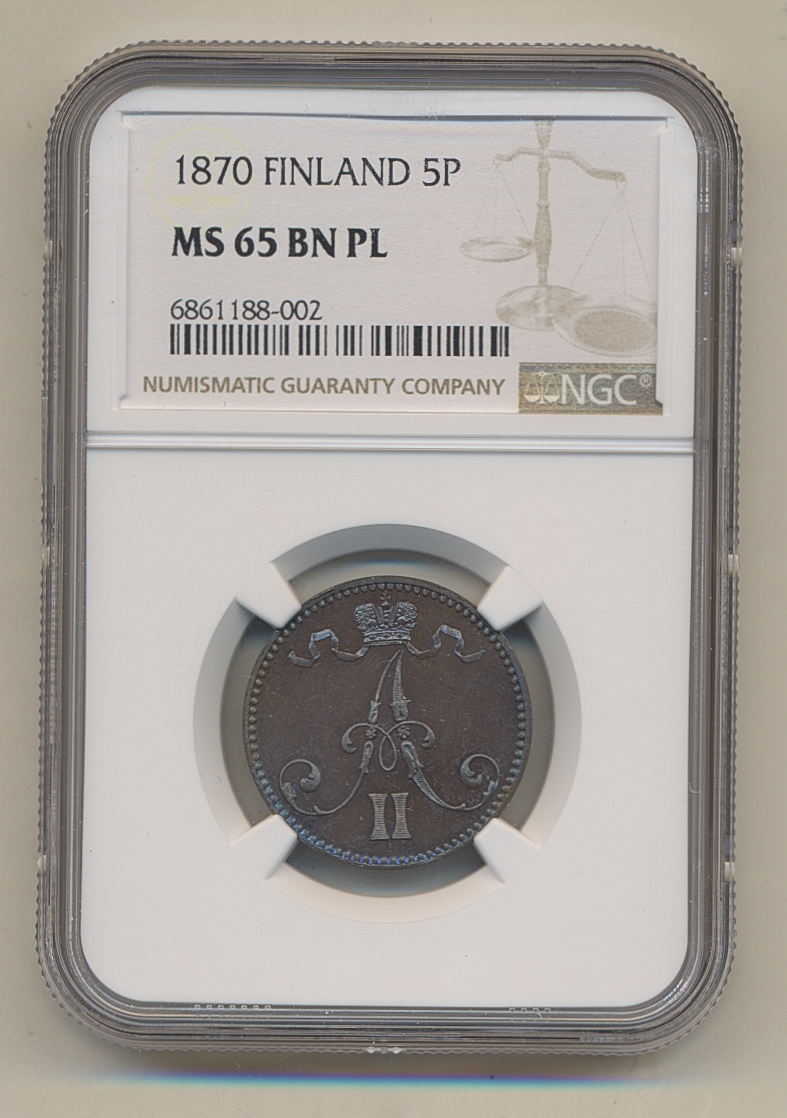 1870 FINLAND 5P
MS 65 BN PL
6861188-002
NUMISMATIC GUARANTY COMPANY
NGC®
A
II